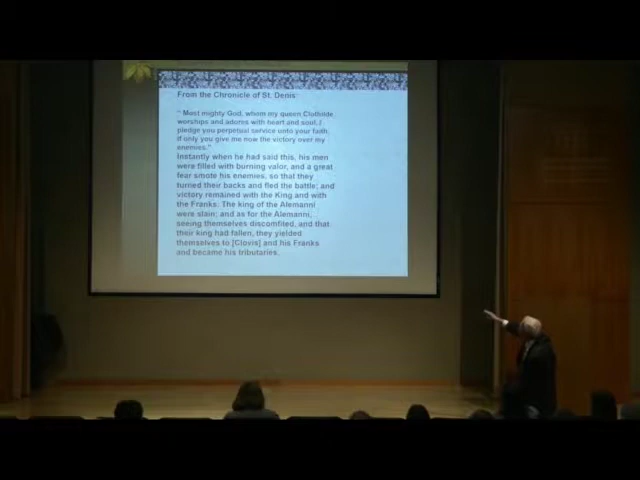 From the Chronicle of St. Denis:
" Most mighty God, whom my queen Clothilde
worships and adores with heart and soul, I
pledge you perpetual service unto your faith,
if only you give me now the victory over my
enemies."
Instantly when he had said this, his men
were filled with burning valor, and a great
fear smote his enemies, so that they
turned their backs and fled the battle; and
victory remained with the King and with
the Franks. The king of the Alemanni
were slain; and as for the Alemanni,
seeing themselves discomfited, and that
their king had fallen, they yielded
themselves to [Clovis] and his Franks
and became his tributaries.